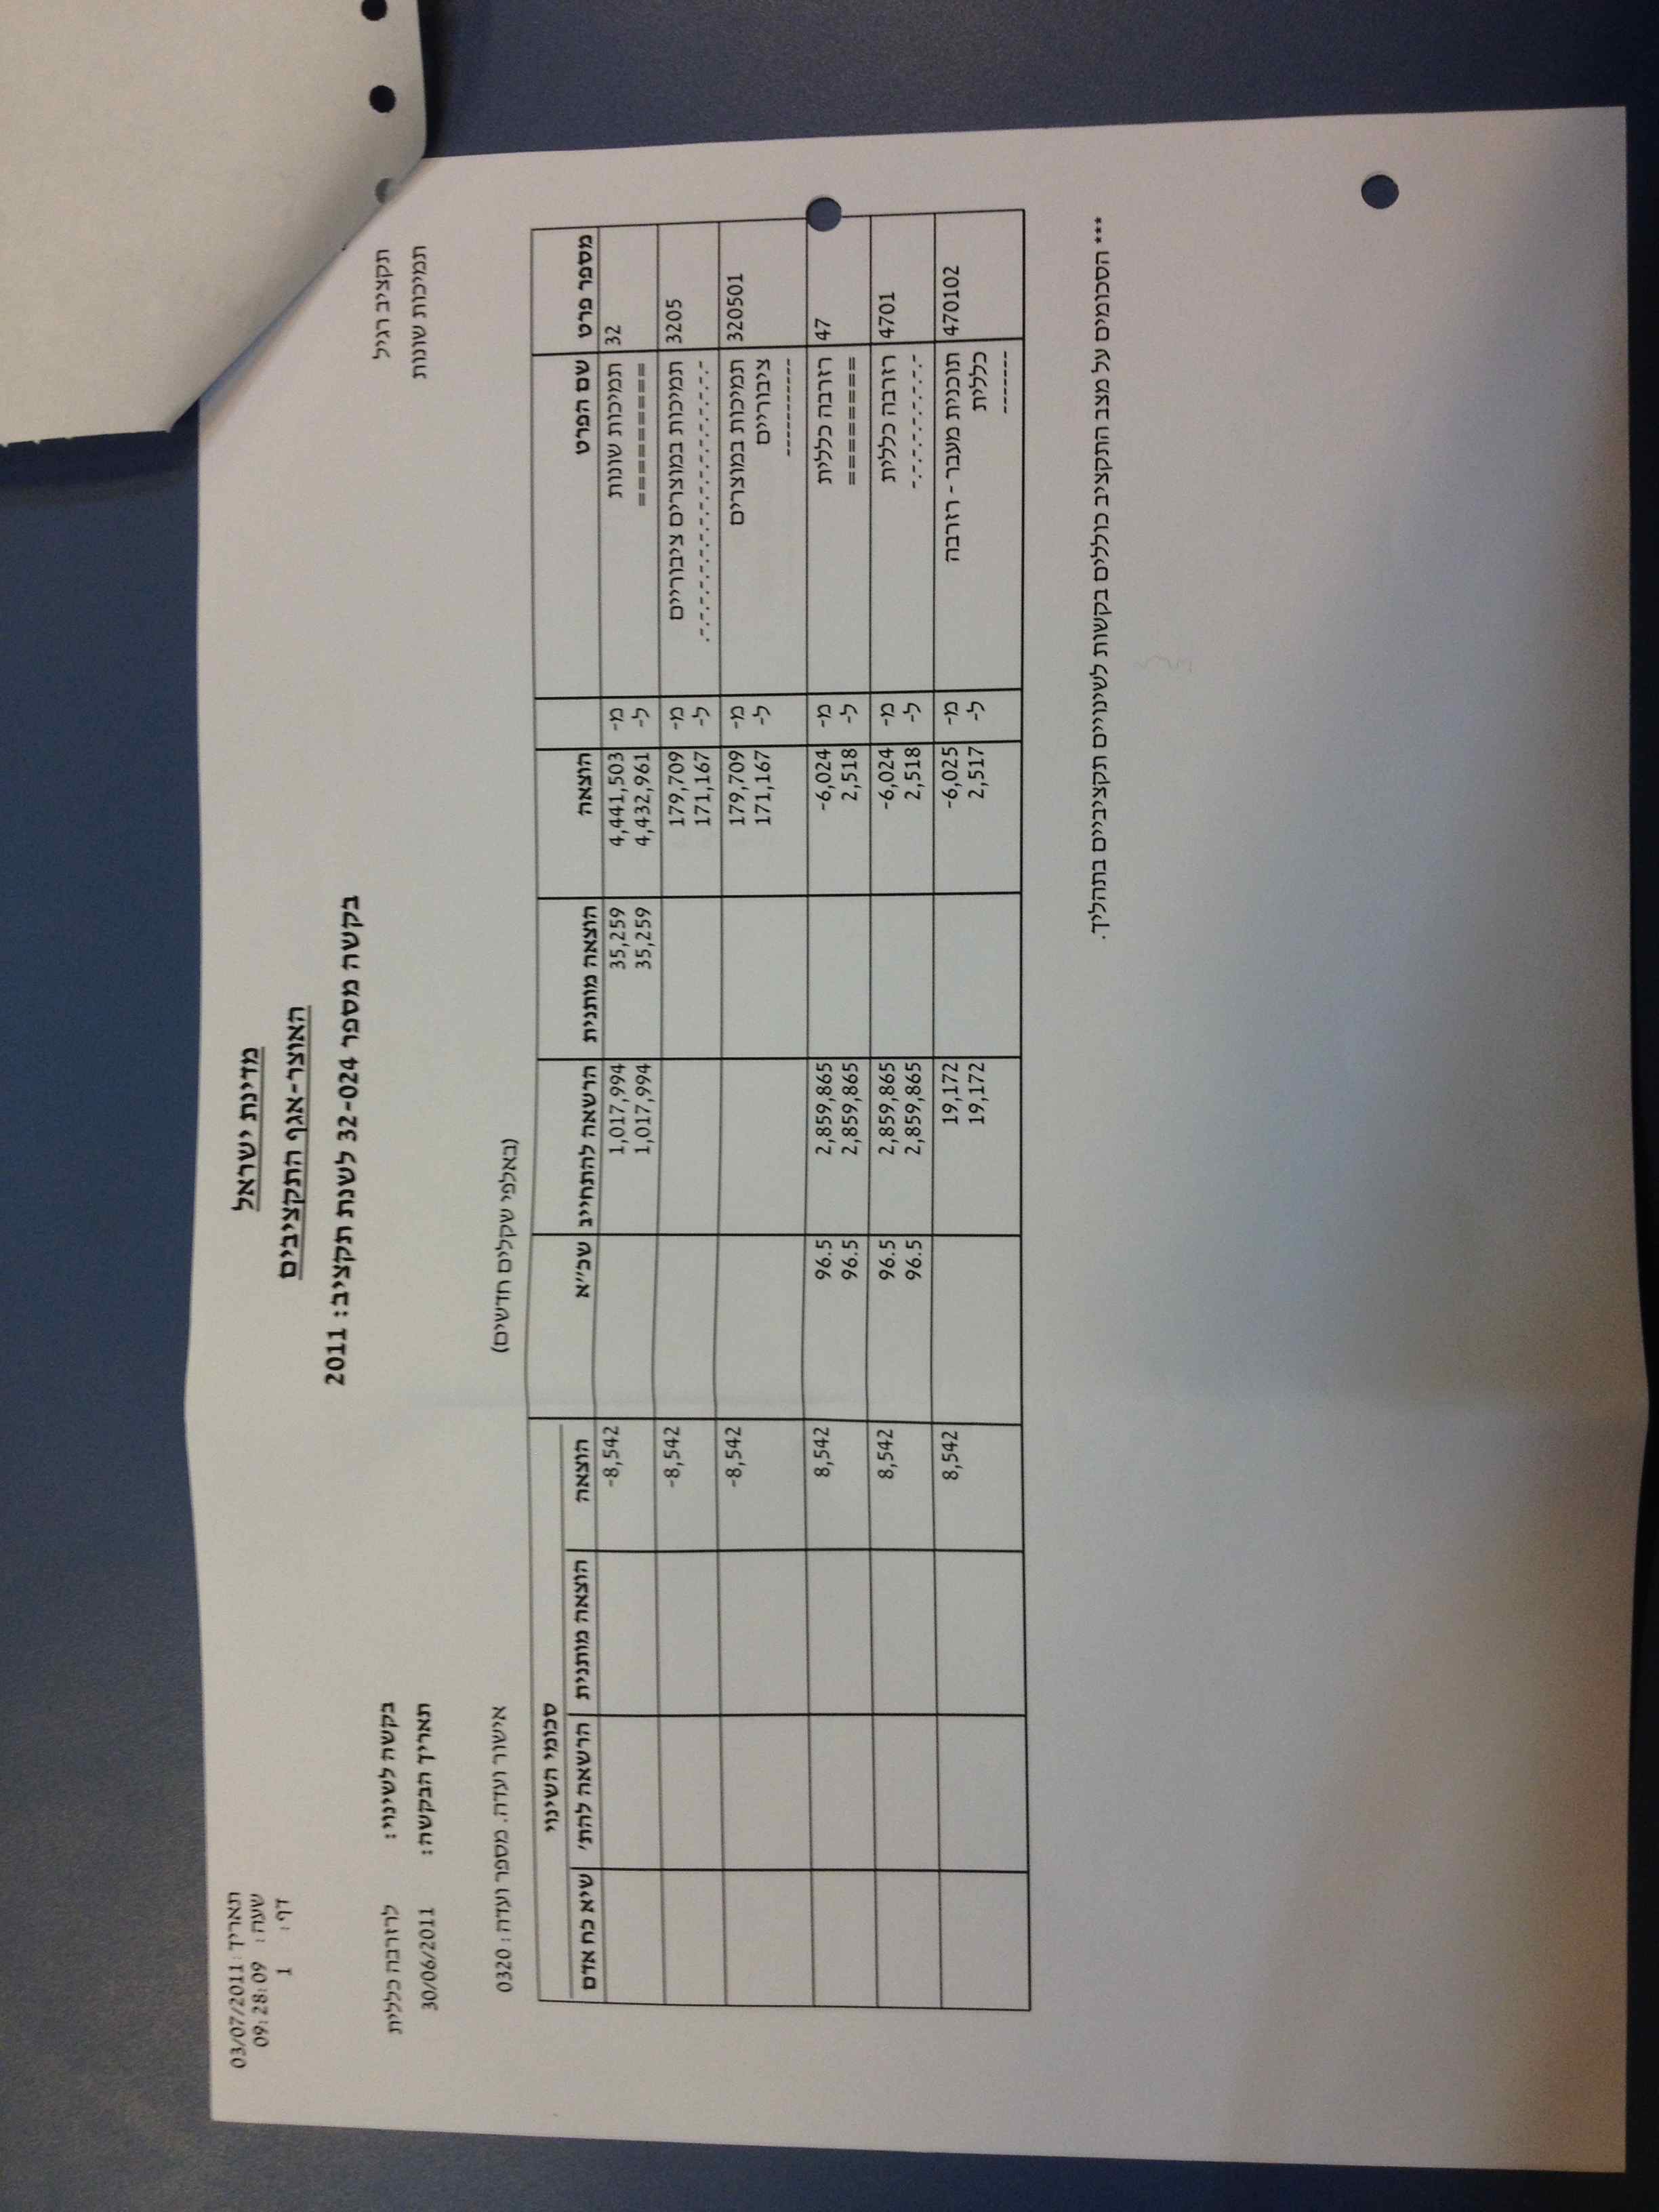 תאריך: 03/07/2011
שעה: 09:28:09
דף: 1
מדינת ישראל
האוצר-אגף התקציבים
בקשה מספר 32-024 לשנת תקציב: 2011
תקציב רגיל
בקשה לשינוי: לרזרבה כללית
תמיכות שונות
תאריך הבקשה: 30/06/2011
(באלפי שקלים חדשים)
אישור ועדה. מספר ועדה: 0320
סכומי השינוי
מספר פרט שם הפרט הוצאה הוצאה מותנית הרשאה להתחייב שכ"א הוצאה הוצאה מותנית הרשאה להת' שיא כח אדם
32 תמיכות שונות מ- 4,441,503 35,259 1,017,994 -8,542
======== ל- 4,432,961 35,259 1,017,994
3205 תמיכות במוצרים ציבוריים מ- 179,709 -8,542
ל- 171,167
320501 תמיכות במוצרים מ- 179,709 -8,542
ציבוריים ל- 171,167
----------
47 רזרבה כללית מ- -6,024 2,859,865 96.5 8,542
======= ל- 2,518 2,859,865 96.5
4701 רזרבה כללית מ- -6,024 2,859,865 96.5 8,542
ל- 2,518 2,859,865 96.5
470102 תוכנית מעבר - רזרבה מ- -6,025 19,172 8,542
כללית ל- 2,517 19,172
-------
*** הסכומים על מצב התקציב כוללים בקשות לשינויים תקציביים בתהליך.